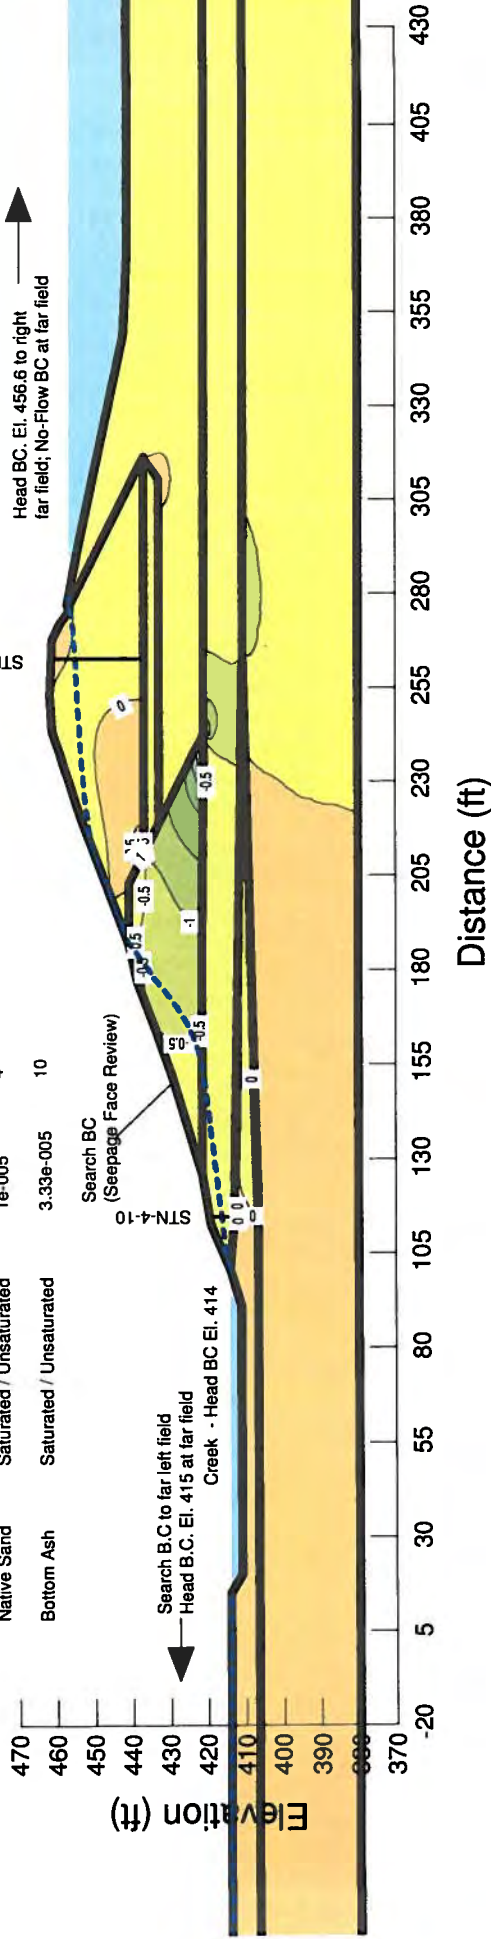 Native Sand Saturated / Unsaturated 1e-005 4
Bottom Ash Saturated / Unsaturated 3.33e-005 10
Head BC. El. 456.6 to right
far field; No-Flow BC at far field
Search BC
(Seepage Face Review)
STN-4-10
Search B.C to far left field
Head B.C. El. 415 at far field
Creek - Head BC El. 414
0
-0.5
-0.5
-1
-0.5
-0.5
-0.5
-0.5
0
0
0
0
Elevation (ft)
470
460
450
440
430
420
410
400
390
380
370
-20 5 30 55 80 105 130 155 180 205 230 255 280 305 330 355 380 405 430
Distance (ft)